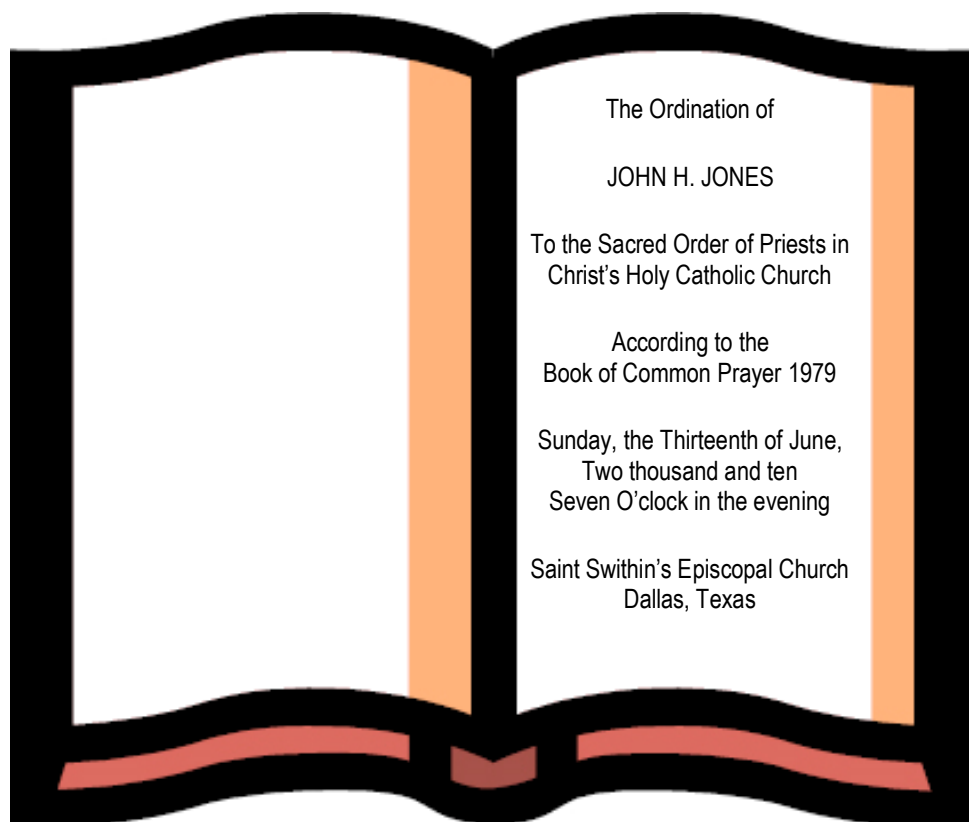 The Ordination of
JOHN H. JONES
To the Sacred Order of Priests in
Christ’s Holy Catholic Church
According to the
Book of Common Prayer 1979
Sunday, the Thirteenth of June,
Two thousand and ten
Seven O’clock in the evening
Saint Swithin’s Episcopal Church
Dallas, Texas